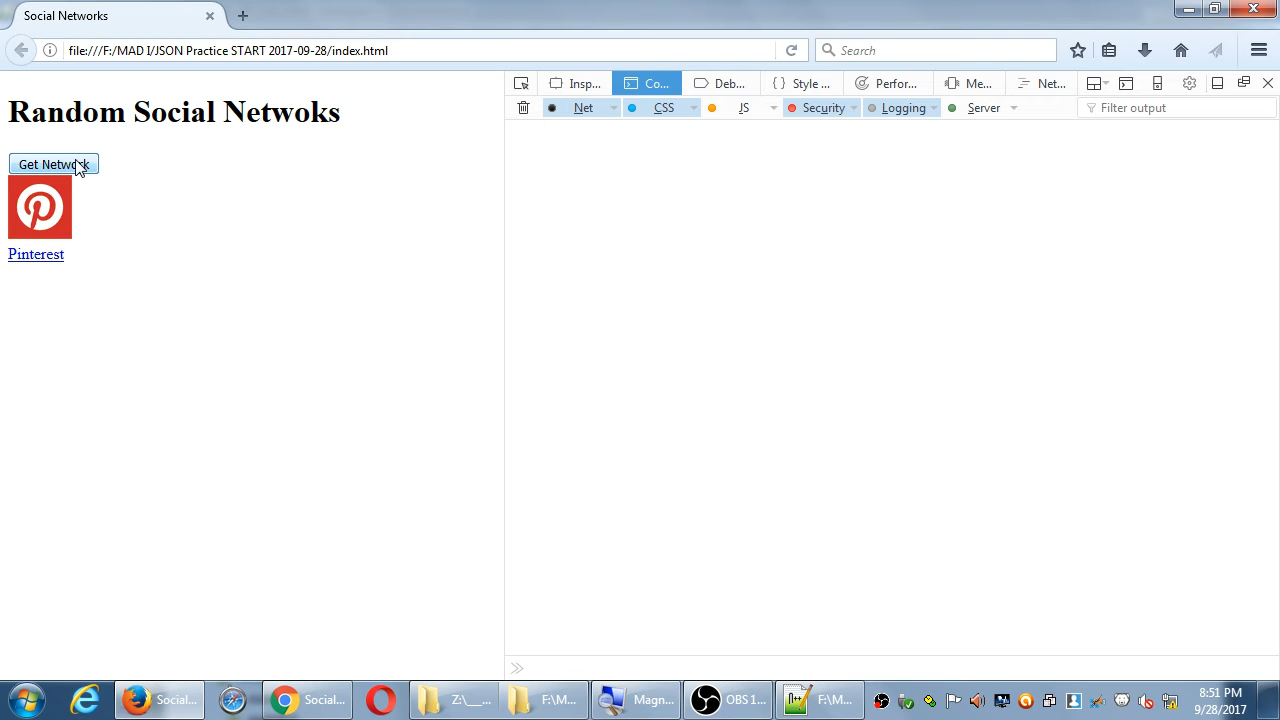 Social Networks
file:///F:/MAD I/JSON Practice START 2017-09-28/index.html
Search
Random Social Netwoks
Get Network
Pinterest
Insp...
Co...
Deb...
Style ...
Perfor...
Me...
Net...
Net
CSS
JS
Security
Logging
Server
Filter output
Social...
Social...
Z:\__...
F:\M...
Magn...
OBS 1...
F:\M...
8:51 PM
9/28/2017